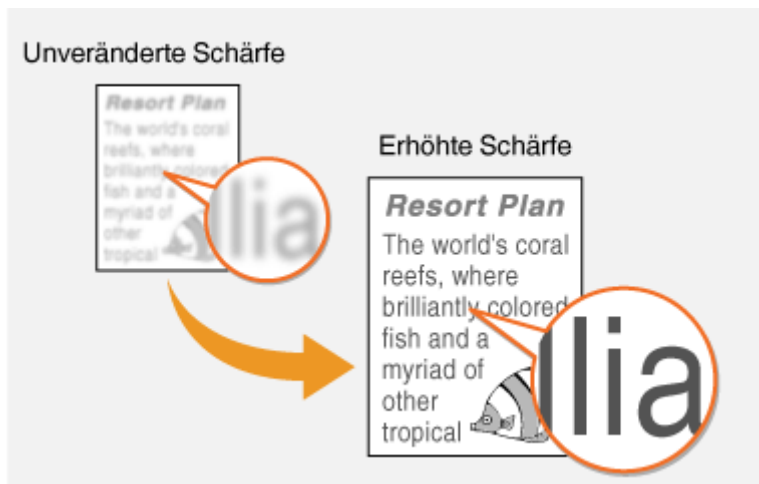 Unveränderte Schärfe
Resort Plan
The world's coral
reefs, where
brilliantly colored
fish and a
myriad of
other
tropical
llia
Erhöhte Schärfe
Resort Plan
The world's coral
reefs, where
brilliantly colored
fish and a
myriad of
other
tropical
llia